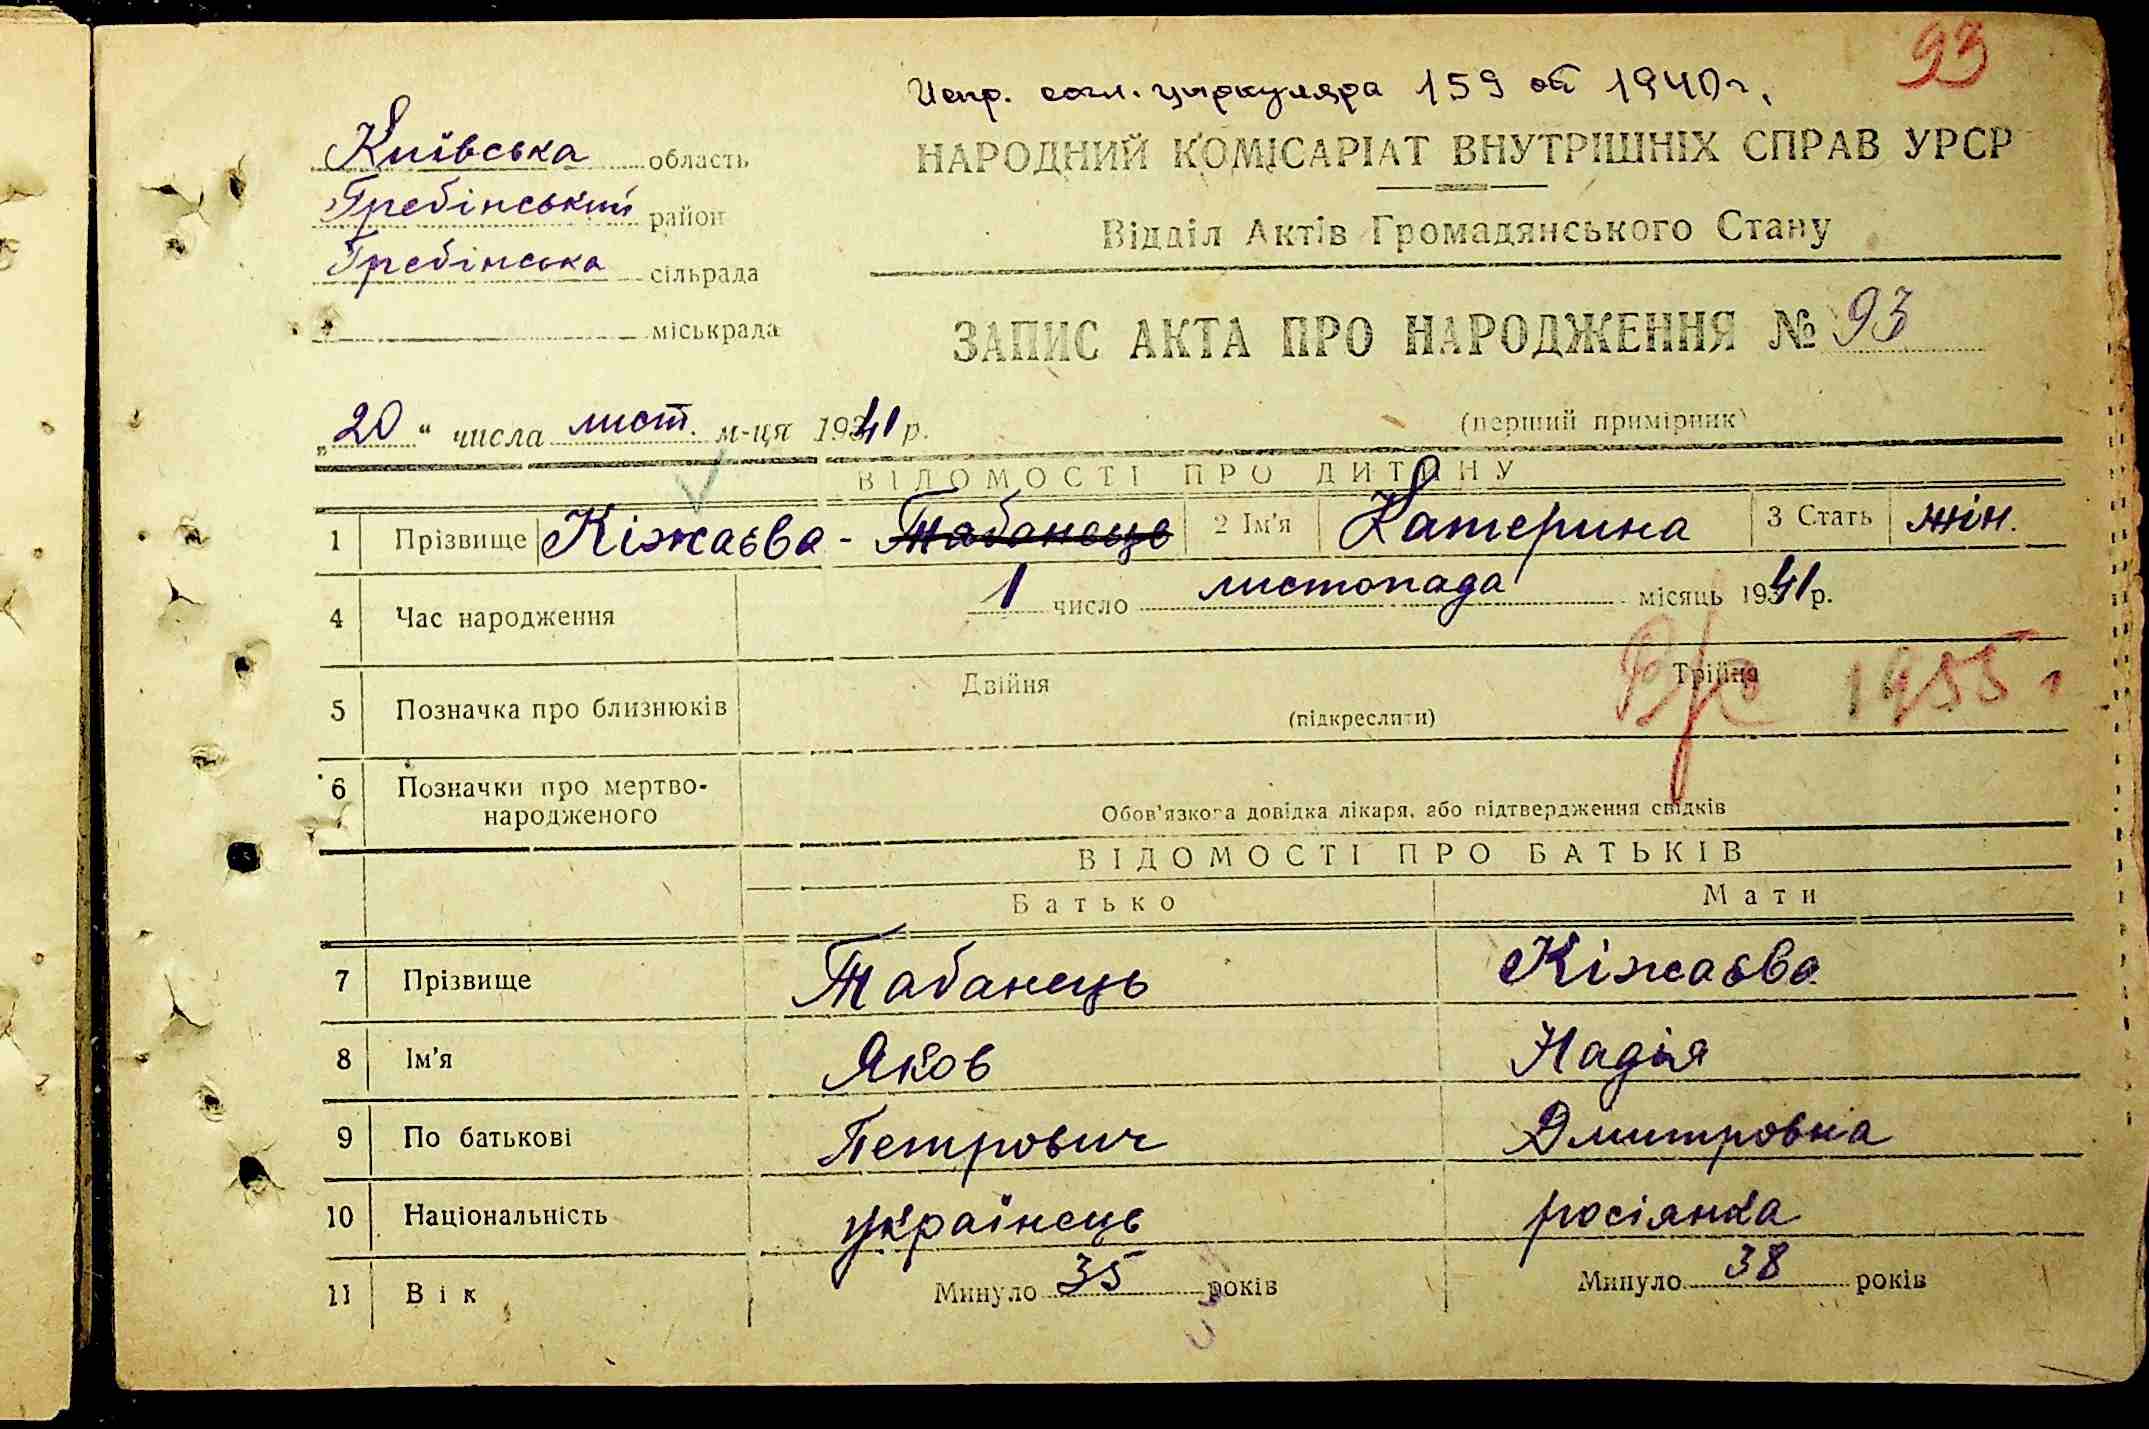 93
Испр. согл. циркуляра 159 от 1940 г.
Київська область
Гребінський район
Гребінська сільрада
міськрада
НАРОДНИЙ КОМІСАРІАТ ВНУТРІШНІХ СПРАВ УРСР
Відділ Актів Громадянського Стану
ЗАПИС АКТА ПРО НАРОДЖЕННЯ № 93
„20“ числа лист. м-ця 1941 р.
(перший примірник)
ВІДОМОСТІ ПРО ДИТИНУ
1 Прізвище Кіжаєва - Табанець 2 Ім'я Катерина 3 Стать жін.
4 Час народження 1 число листопада місяць 1941 р.
5 Позначка про близнюків Двійня Трійня
(підкреслити)
1955 г
6 Позначки про мертво-
народженого
Обов'язкова довідка лікаря, або підтвердження свідків
ВІДОМОСТІ ПРО БАТЬКІВ
Батько Мати
7 Прізвище Табанець Кіжаєва
8 Ім'я Яков Надія
9 По батькові Петрович Дмитровна
10 Національність українець росіянка
11 Вік Минуло 35 років Минуло 38 років